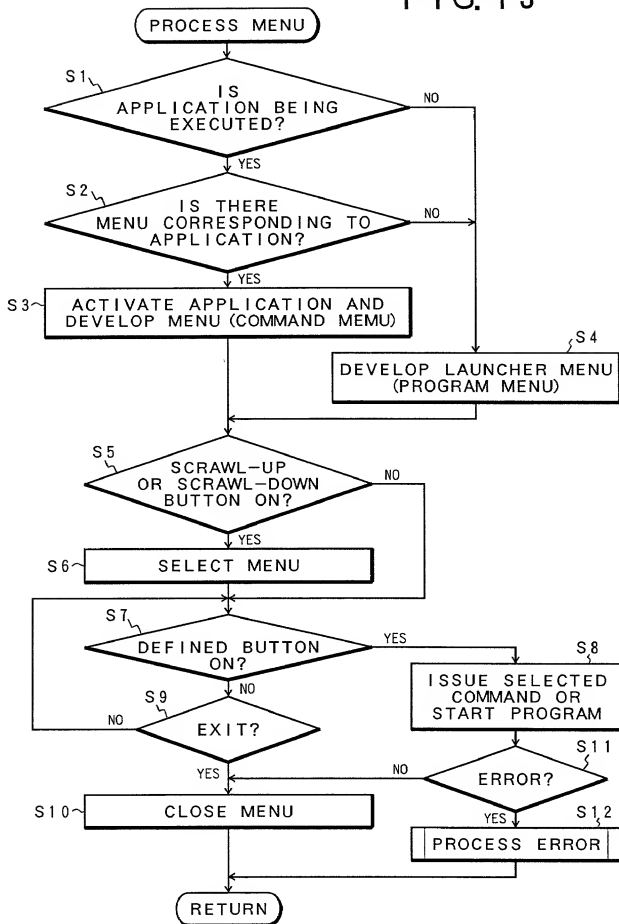 FIG. 13
PROCESS MENU
S1
IS
APPLICATION BEING
EXECUTED?
NO
YES
S2
IS THERE
MENU CORRESPONDING TO
APPLICATION?
NO
YES
S3
ACTIVATE APPLICATION AND
DEVELOP MENU (COMMAND MEMU)
S4
DEVELOP LAUNCHER MENU
(PROGRAM MENU)
S5
SCRAWL-UP
OR SCRAWL-DOWN
BUTTON ON?
NO
YES
S6
SELECT MENU
S7
DEFINED BUTTON
ON?
YES
NO
S8
ISSUE SELECTED
COMMAND OR
START PROGRAM
S9
EXIT?
NO
YES
S11
ERROR?
NO
YES
S10
CLOSE MENU
S12
PROCESS ERROR
RETURN